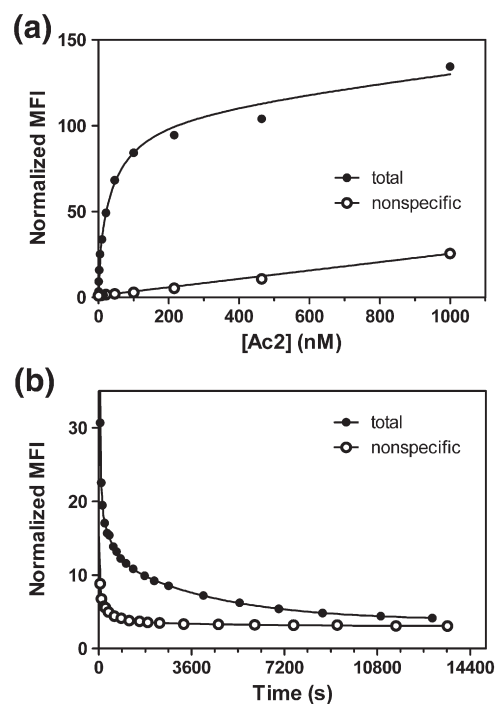 (a)
150
100
50
0
Normalized MFI
total
nonspecific
0
200
400
600
800
1000
[Ac2] (nM)
(b)
30
20
10
0
Normalized MFI
total
nonspecific
0
3600
7200
10800
14400
Time (s)